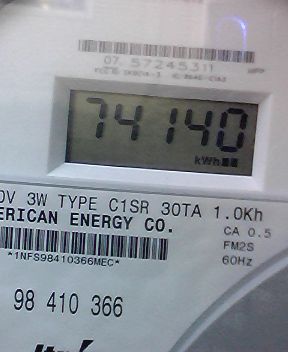 07 57245311
74140
kWh
0V 3W TYPE C1SR 30TA 1.0Kh
ERICAN ENERGY CO.
CA 0.5
FM2S
*1NFS98410366MEC*
60Hz
98 410 366